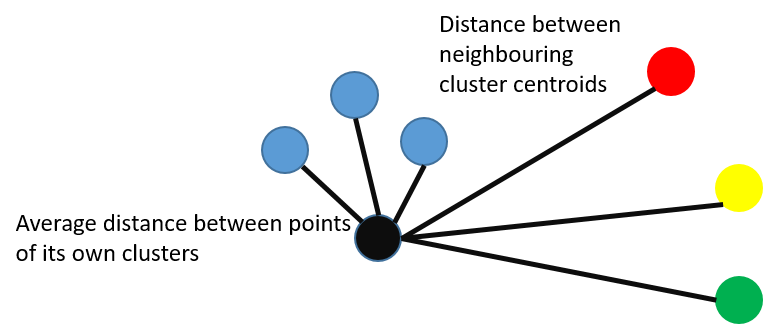 Distance between
neighbouring
cluster centroids
Average distance between points
of its own clusters